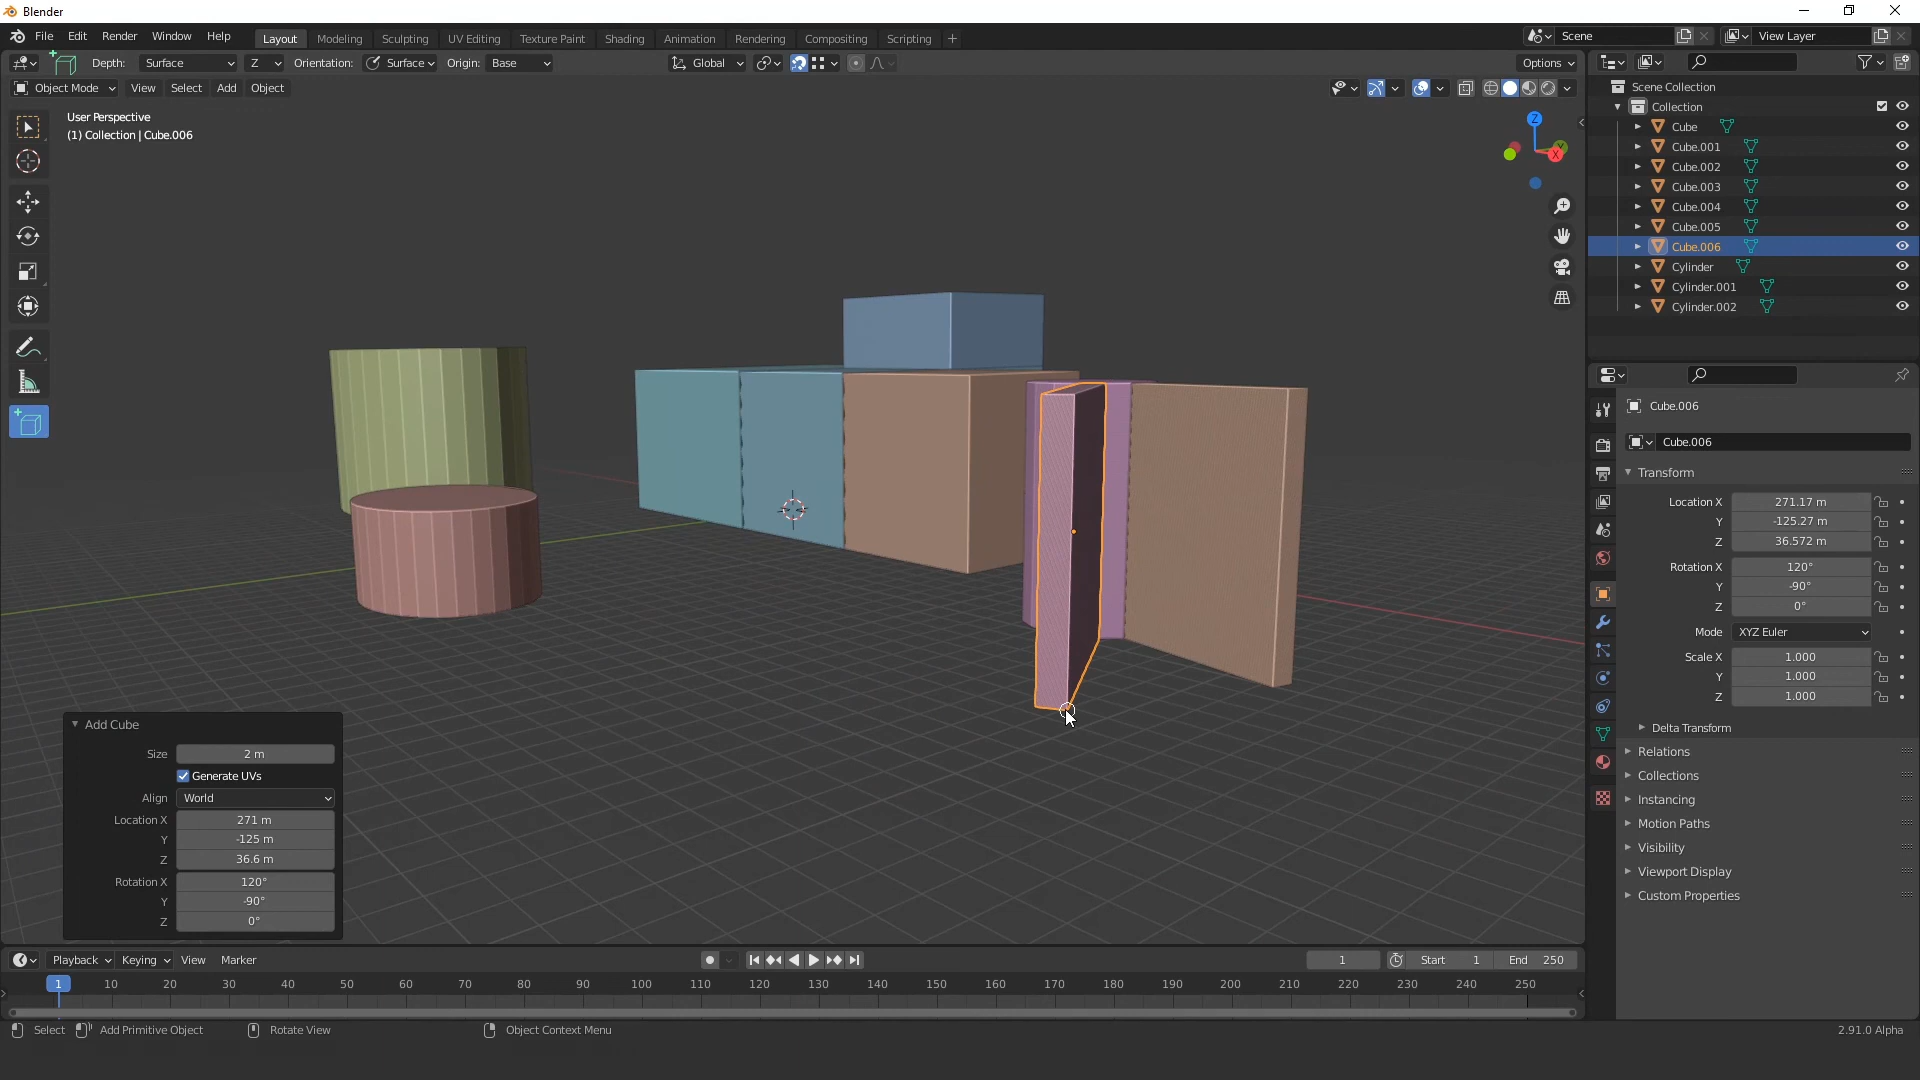 Blender
File Edit Render Window Help Layout Modeling Sculpting UV Editing Texture Paint Shading Animation Rendering Compositing Scripting + Scene View Layer
Depth: Surface Z Orientation: Surface Origin: Base Global Options
Object Mode View Select Add Object
User Perspective
(1) Collection | Cube.006
Z
Y
X
Scene Collection
Collection
Cube
Cube.001
Cube.002
Cube.003
Cube.004
Cube.005
Cube.006
Cylinder
Cylinder.001
Cylinder.002
Cube.006
Cube.006
Transform
Location X 271.17 m
Y -125.27 m
Z 36.572 m
Rotation X 120°
Y -90°
Z 0°
Mode XYZ Euler
Scale X 1.000
Y 1.000
Z 1.000
Delta Transform
Relations
Collections
Instancing
Motion Paths
Visibility
Viewport Display
Custom Properties
Add Cube
Size 2 m
Generate UVs
Align World
Location X 271 m
Y -125 m
Z 36.6 m
Rotation X 120°
Y -90°
Z 0°
Playback Keying View Marker 1 Start 1 End 250
1 10 20 30 40 50 60 70 80 90 100 110 120 130 140 150 160 170 180 190 200 210 220 230 240 250
Select Add Primitive Object Rotate View Object Context Menu 2.91.0 Alpha